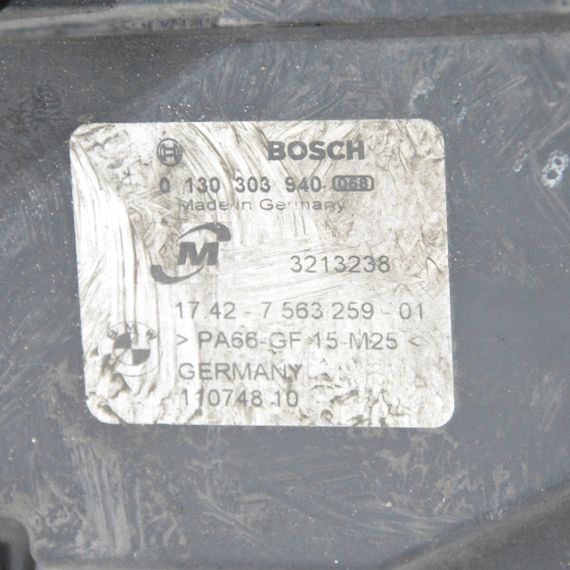 BOSCH
0 130 303 940 058
Made in Germany
M
3213238
17 42 - 7 563 259 - 01
BMW
> PA66-GF 15-M25 <
GERMANY
110748 10